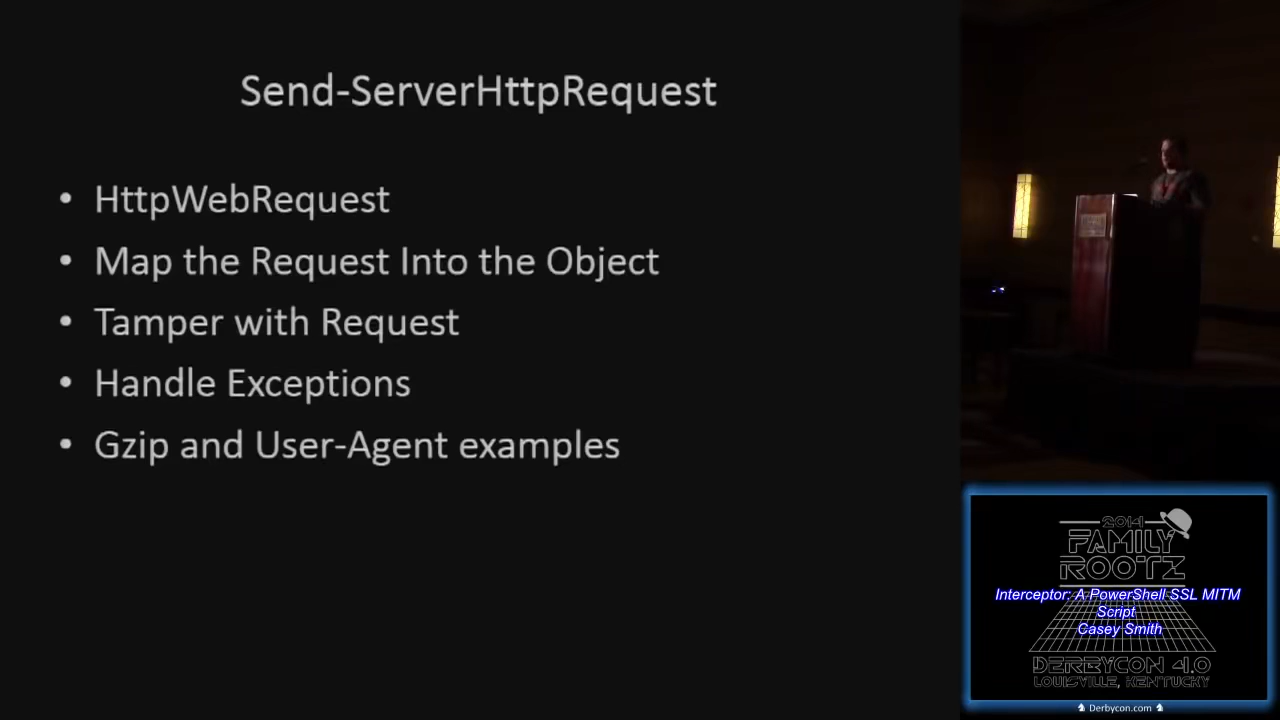 Send-ServerHttpRequest
• HttpWebRequest
• Map the Request Into the Object
• Tamper with Request
• Handle Exceptions
• Gzip and User-Agent examples
2014
FAMILY
ROOTZ
Interceptor: A PowerShell SSL MITM
Script
Casey Smith
DERBYCON 4.0
LOUISVILLE, KENTUCKY
Derbycon.com